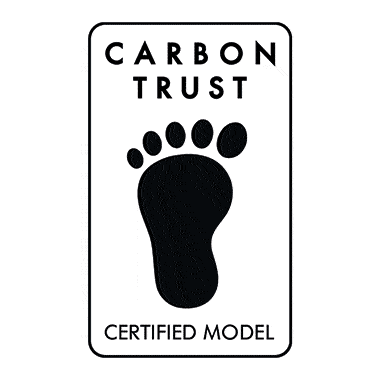 CARBON
TRUST
CERTIFIED MODEL